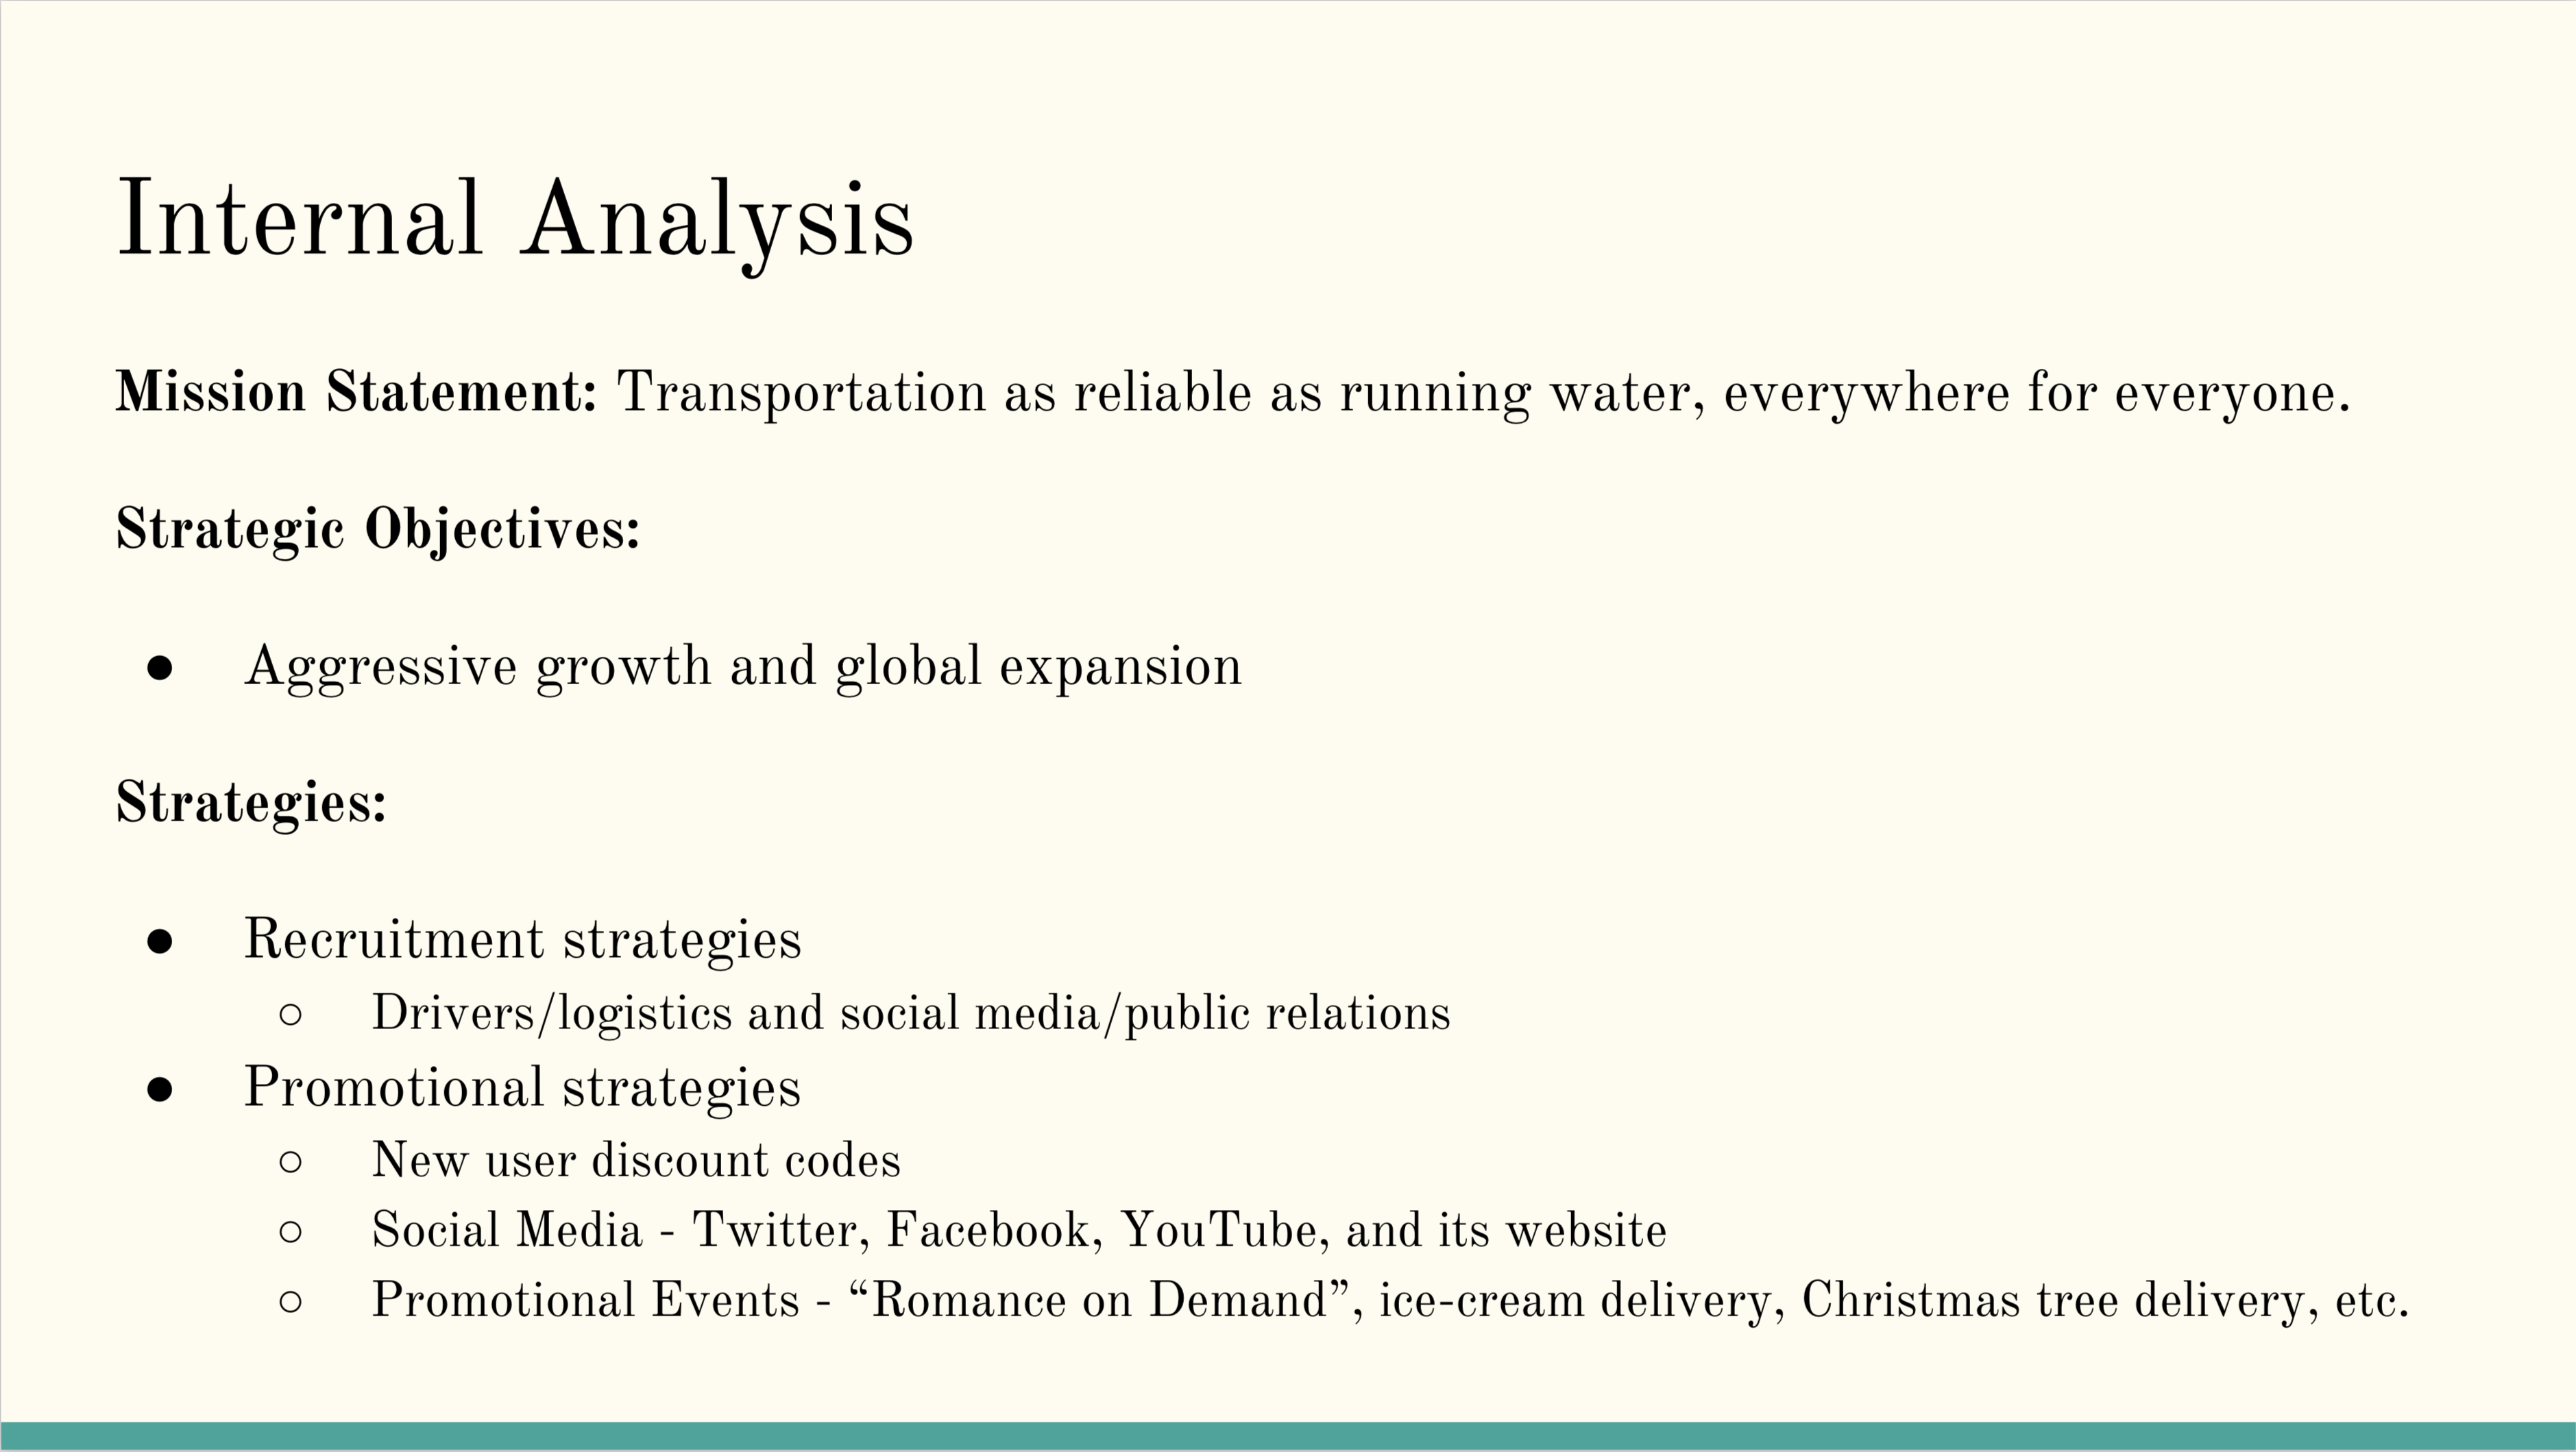 Internal Analysis
Mission Statement: Transportation as reliable as running water, everywhere for everyone.
Strategic Objectives:
● Aggressive growth and global expansion
Strategies:
● Recruitment strategies
○ Drivers/logistics and social media/public relations
● Promotional strategies
○ New user discount codes
○ Social Media - Twitter, Facebook, YouTube, and its website
○ Promotional Events - “Romance on Demand”, ice-cream delivery, Christmas tree delivery, etc.